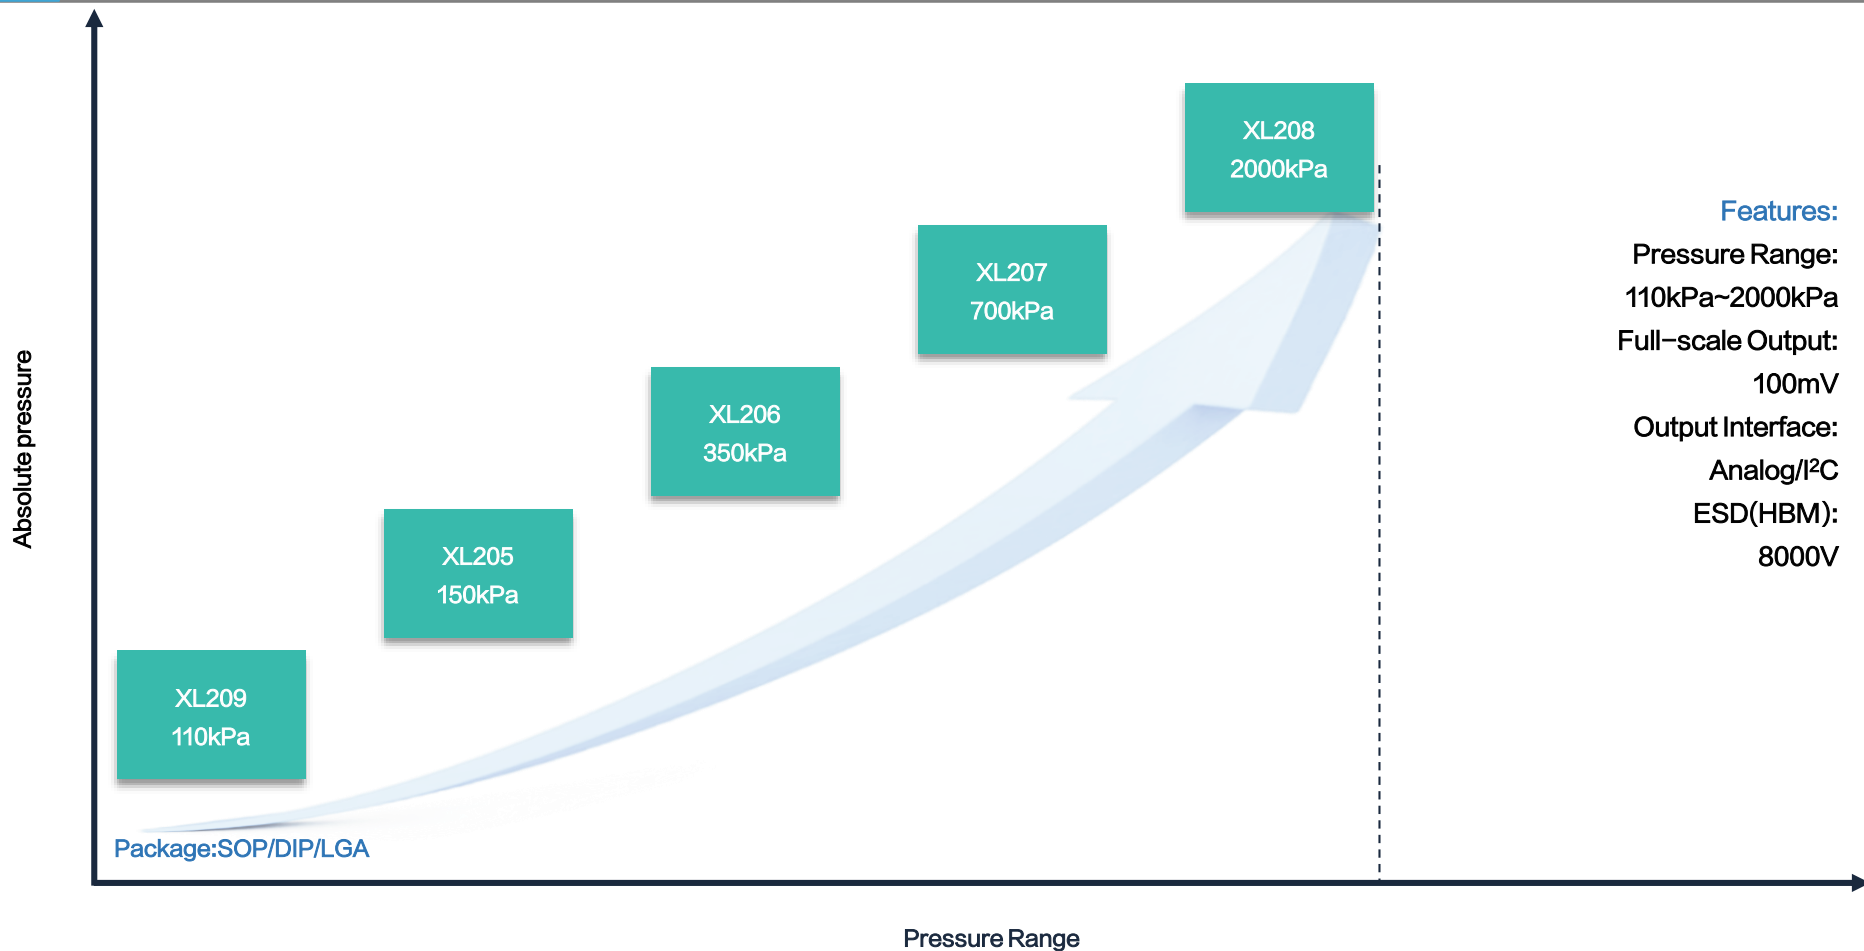 XL208
2000kPa
XL207
700kPa
XL206
350kPa
XL205
150kPa
XL209
110kPa
Package:SOP/DIP/LGA
Absolute pressure
Pressure Range
Features:
Pressure Range:
110kPa~2000kPa
Full-scale Output:
100mV
Output Interface:
Analog/I²C
ESD(HBM):
8000V